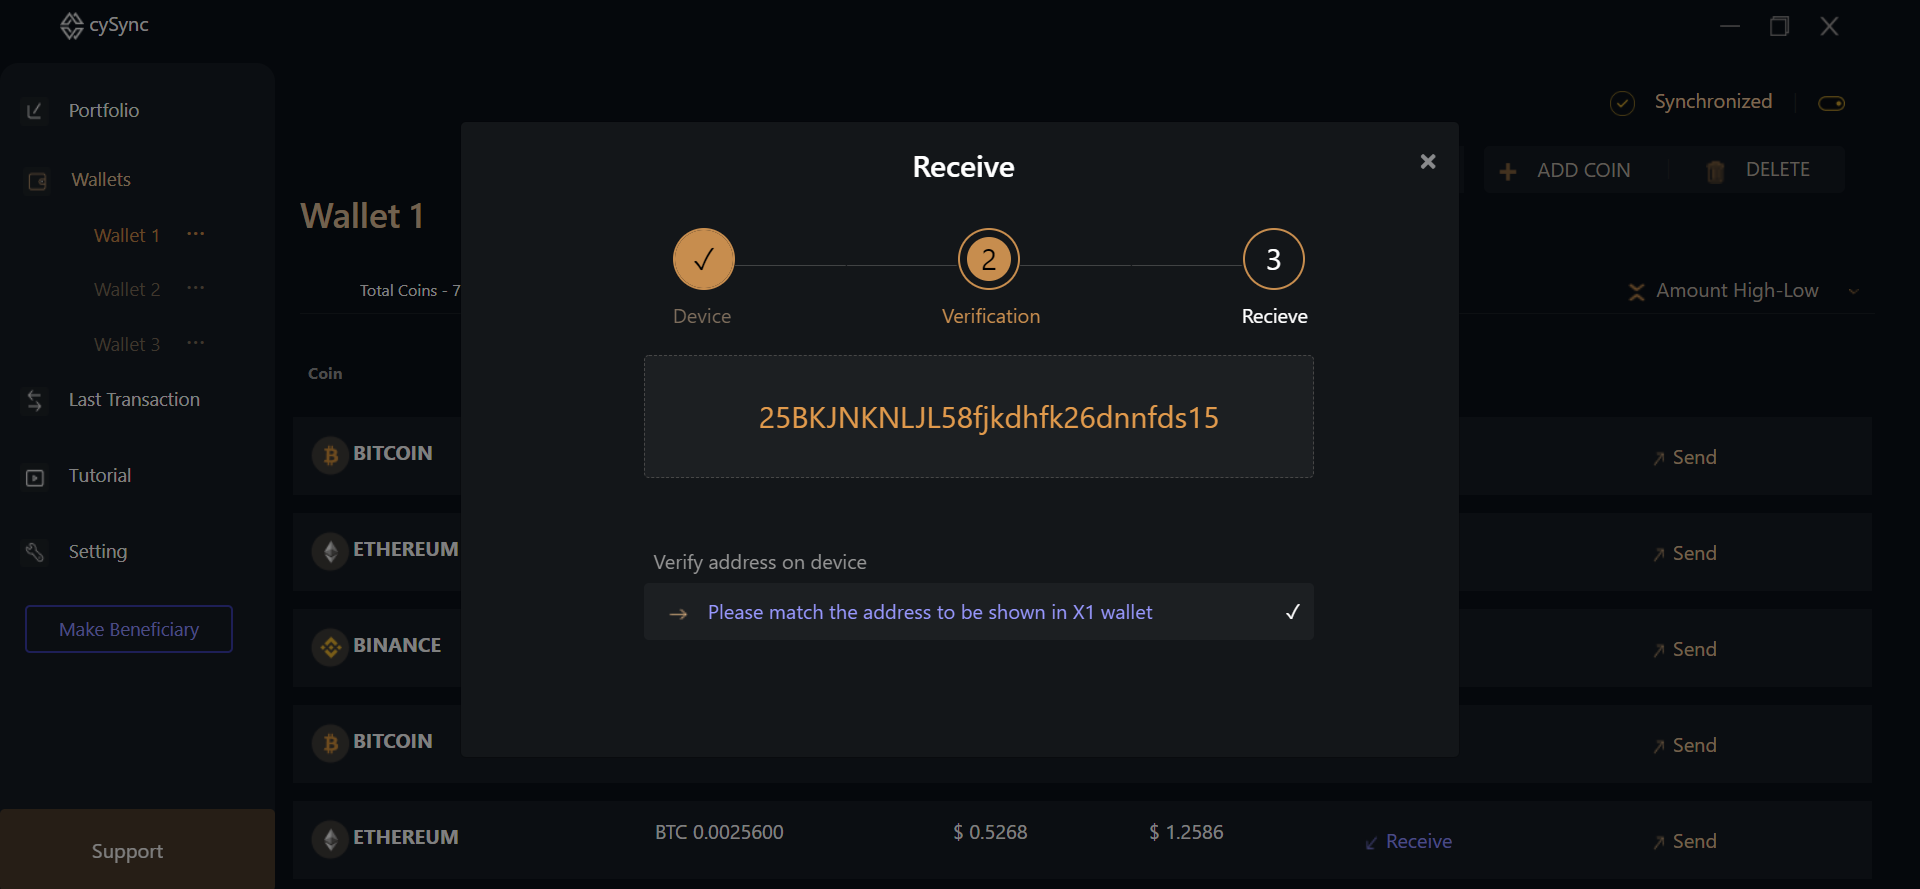 cySync
Portfolio
Wallets
Wallet 1 ...
Wallet 2 ...
Wallet 3 ...
Last Transaction
Tutorial
Setting
Make Beneficiary
Support
Synchronized
ADD COIN
DELETE
Wallet 1
Total Coins - 7
Amount High-Low
Coin
BITCOIN
Send
ETHEREUM
Send
BINANCE
Send
BITCOIN
Send
ETHEREUM BTC 0.0025600 $ 0.5268 $ 1.2586 Receive Send
Receive
✓ 2 3
Device Verification Recieve
25BKJNKNLJL58fjkdhfk26dnnfds15
Verify address on device
→ Please match the address to be shown in X1 wallet ✓